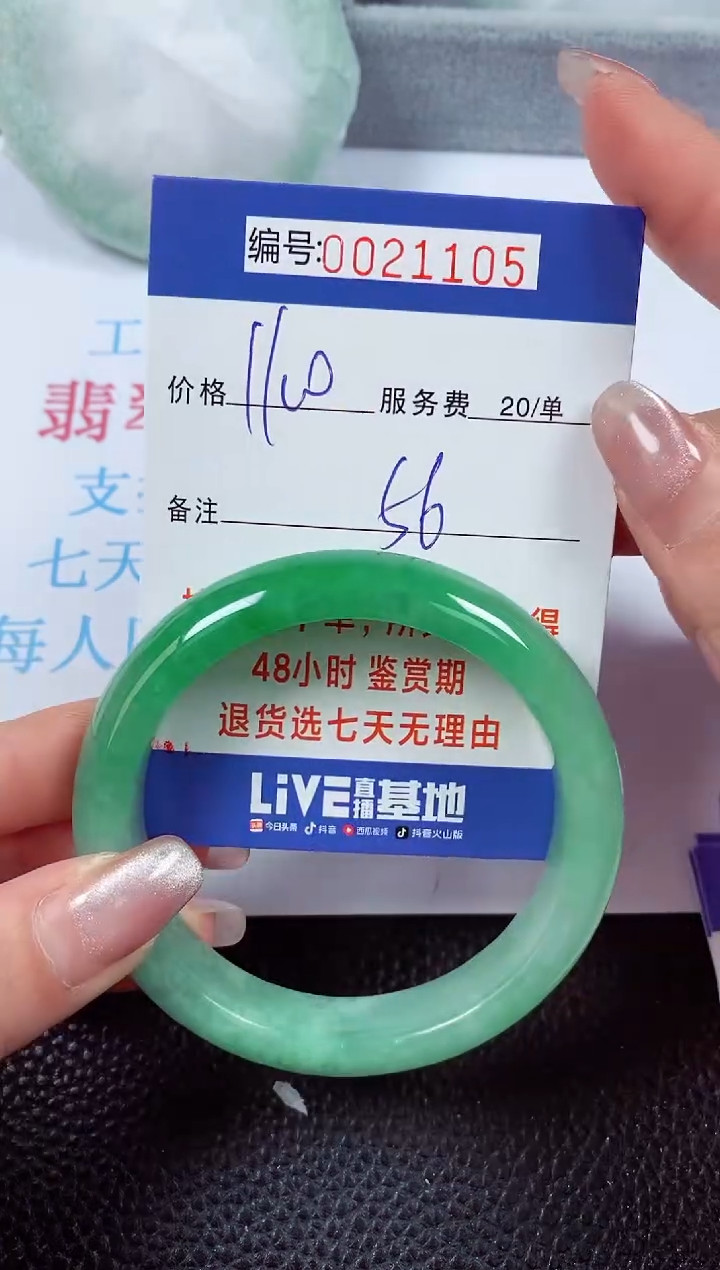 编号:0021105
价格 1100 服务费 20/单
备注 56
得
48小时 鉴赏期
退货选七天无理由
LiVE直播基地
今日头条 抖音 西瓜视频 抖音火山版
工
翡
支
七天
每人